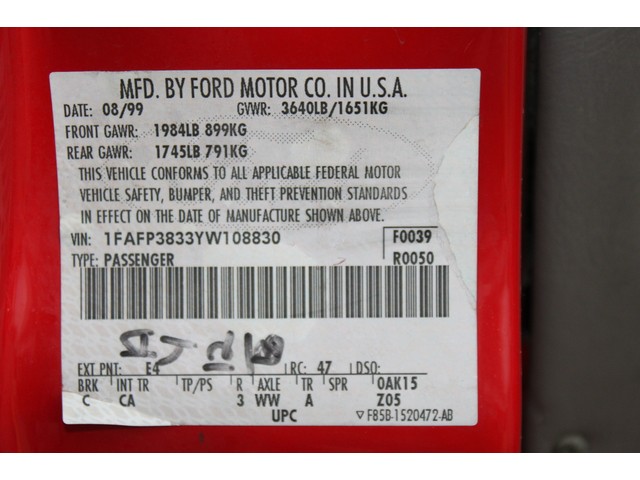 MFD. BY FORD MOTOR CO. IN U.S.A.
DATE: 08/99 GVWR: 3640LB/1651KG
FRONT GAWR: 1984LB 899KG
REAR GAWR: 1745LB 791KG
THIS VEHICLE CONFORMS TO ALL APPLICABLE FEDERAL MOTOR
VEHICLE SAFETY, BUMPER, AND THEFT PREVENTION STANDARDS
IN EFFECT ON THE DATE OF MANUFACTURE SHOWN ABOVE.
VIN: 1FAFP3833YW108830 F0039
TYPE: PASSENGER R0050
EXT PNT: E4 RC: 47 DSO:
BRK INT TR TP/PS R AXLE TR SPR 0AK15
C CA 3 WW A Z05
UPC ▽ F85B-1520472-AB